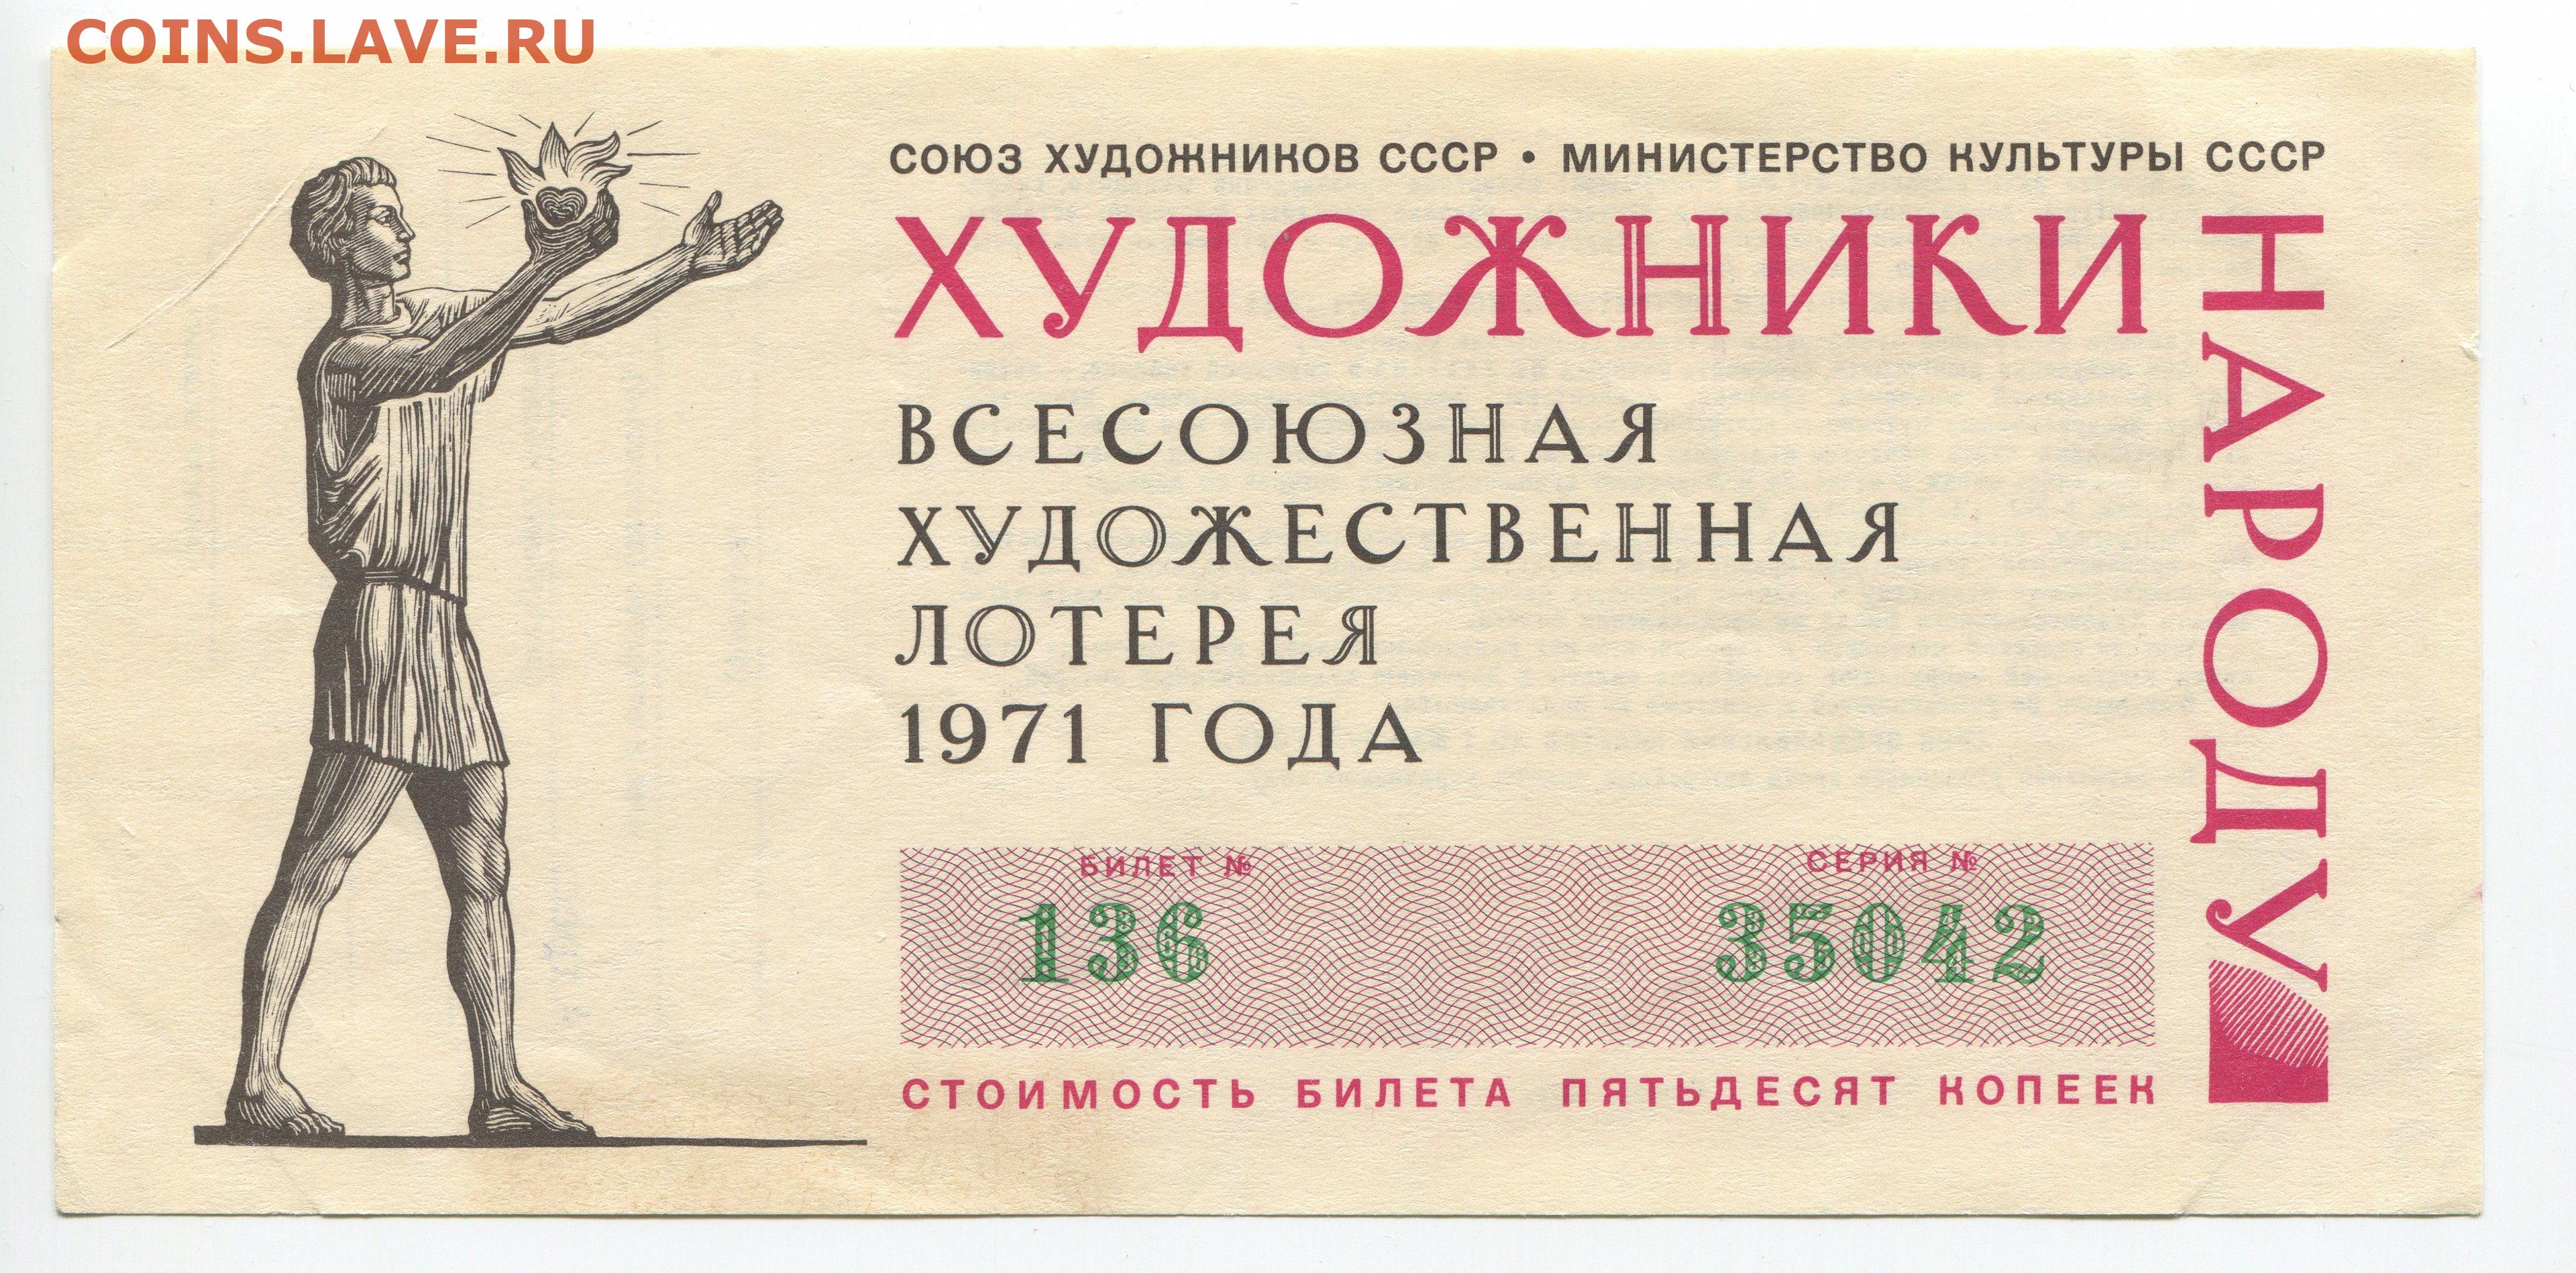 COINS.LAVE.RU
СОЮЗ ХУДОЖНИКОВ СССР • МИНИСТЕРСТВО КУЛЬТУРЫ СССР
ХУДОЖНИКИ
НАРОДУ
ВСЕСОЮЗНАЯ
ХУДОЖЕСТВЕННАЯ
ЛОТЕРЕЯ
1971 ГОДА
БИЛЕТ № СЕРИЯ №
136 35042
СТОИМОСТЬ БИЛЕТА ПЯТЬДЕСЯТ КОПЕЕК